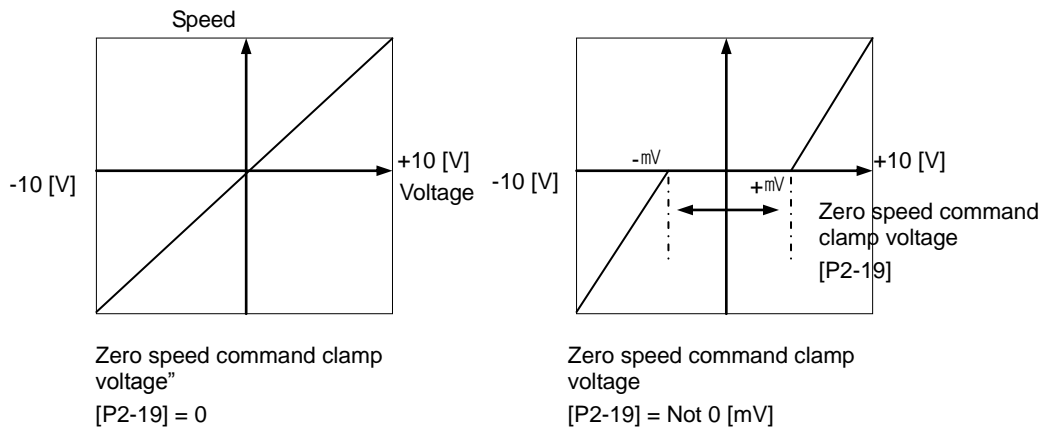 Speed
+10 [V]
-10 [V]
Voltage
Zero speed command clamp
voltage”
[P2-19] = 0
-mV
+10 [V]
-10 [V]
+mV
Zero speed command
clamp voltage
[P2-19]
Zero speed command clamp
voltage
[P2-19] = Not 0 [mV]